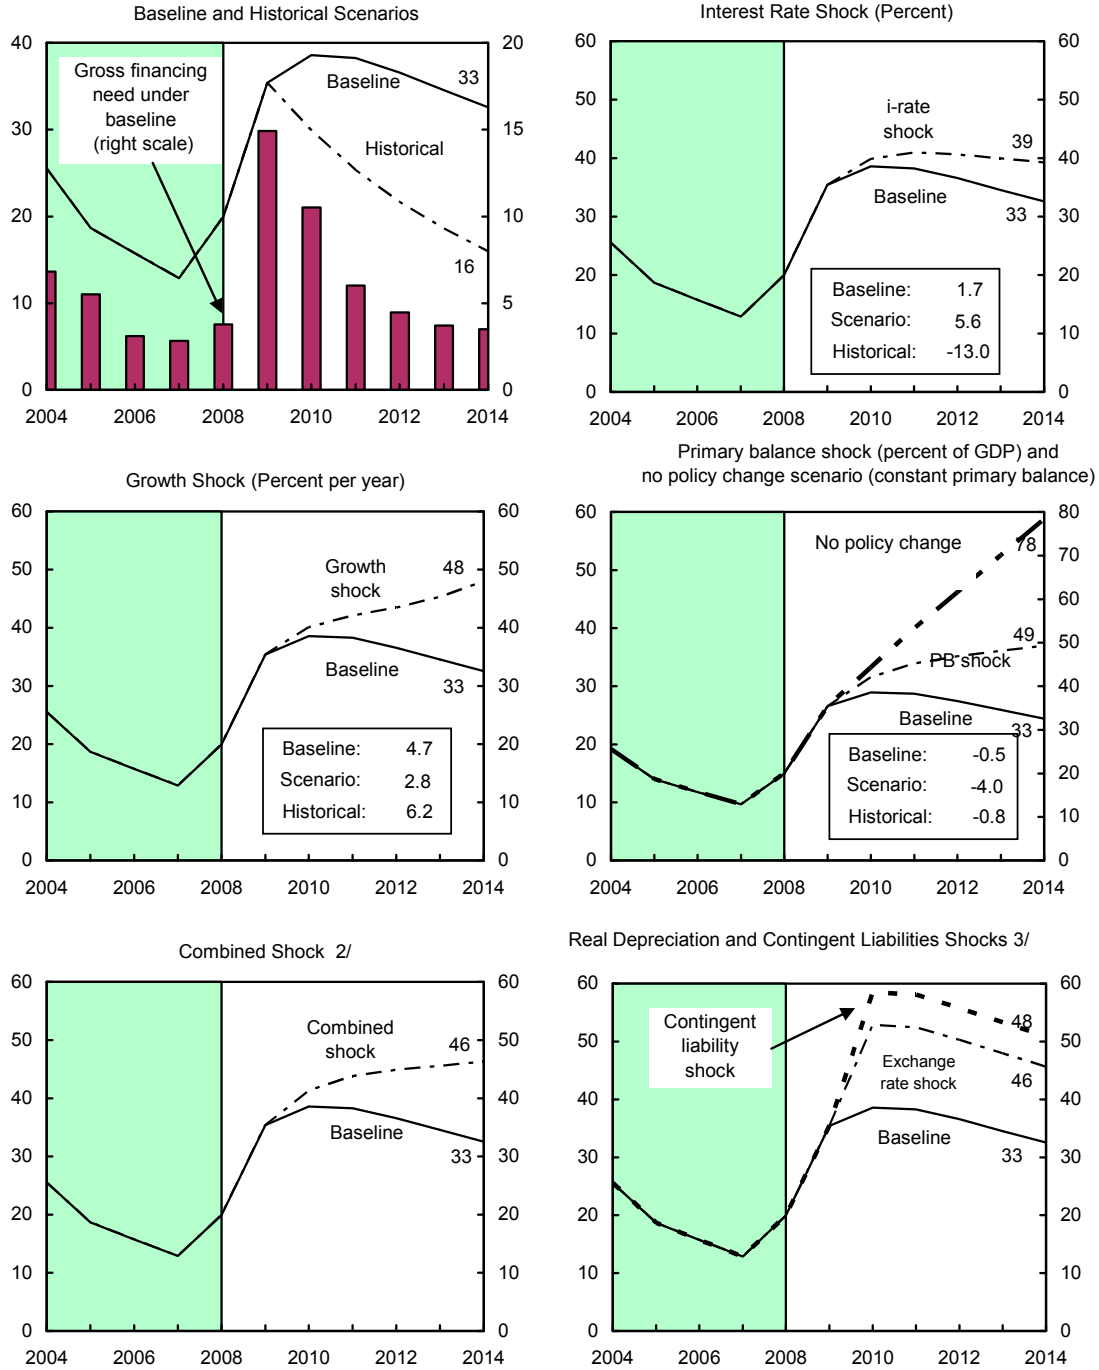 Baseline and Historical Scenarios
40
30
20
10
0
20
15
10
5
0
Gross financing
need under
baseline
(right scale)
Baseline
33
Historical
16
2004 2006 2008 2010 2012 2014
Interest Rate Shock (Percent)
60
50
40
30
20
10
0
60
50
40
30
20
10
0
i-rate
shock
39
Baseline
33
Baseline: 1.7
Scenario: 5.6
Historical: -13.0
2004 2006 2008 2010 2012 2014
Growth Shock (Percent per year)
60
50
40
30
20
10
0
60
50
40
30
20
10
0
Growth
shock
48
Baseline
33
Baseline: 4.7
Scenario: 2.8
Historical: 6.2
2004 2006 2008 2010 2012 2014
Primary balance shock (percent of GDP) and
no policy change scenario (constant primary balance)
60
50
40
30
20
10
0
80
70
60
50
40
30
20
10
0
No policy change
78
49
PB shock
Baseline
33
Baseline: -0.5
Scenario: -4.0
Historical: -0.8
2004 2006 2008 2010 2012 2014
Combined Shock 2/
60
50
40
30
20
10
0
60
50
40
30
20
10
0
Combined
shock
46
Baseline
33
2004 2006 2008 2010 2012 2014
Real Depreciation and Contingent Liabilities Shocks 3/
60
50
40
30
20
10
0
60
50
40
30
20
10
0
Contingent
liability
shock
48
Exchange
rate shock
46
Baseline
33
2004 2006 2008 2010 2012 2014